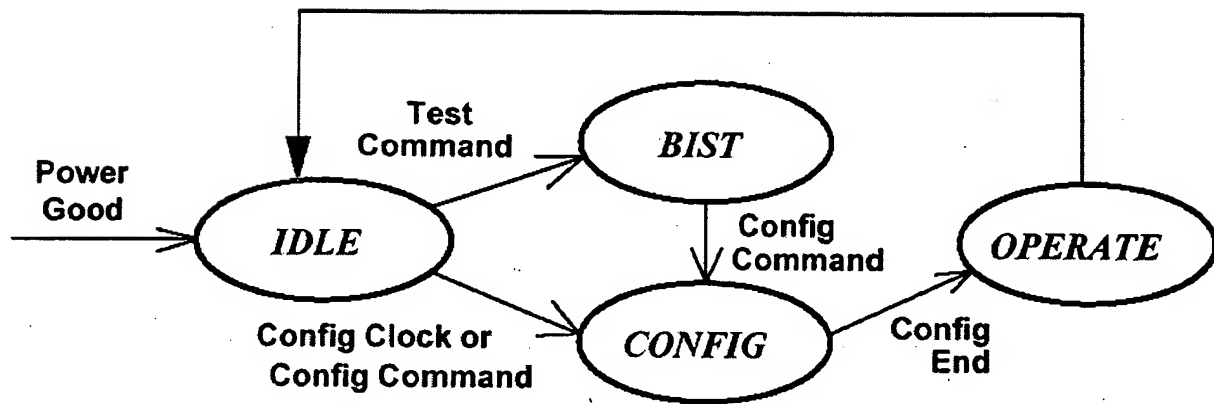 Power
Good
IDLE
Test
Command
BIST
Config
Command
Config Clock or
Config Command
CONFIG
Config
End
OPERATE